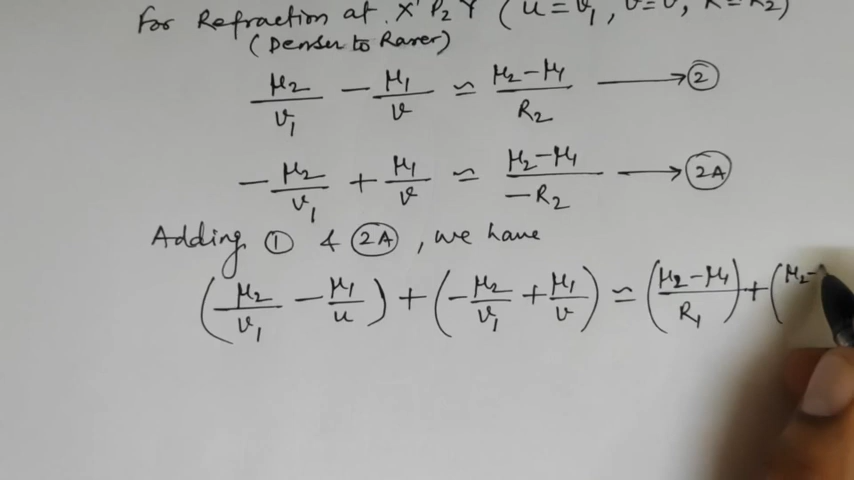 For Refraction at X' P₂ Y' (u = v₁, v = v, R = R₂)
(Denser to Rarer)
μ₂/v₁ − μ₁/v ≃ (μ₂ − μ₁)/R₂ ⟶ ②
−μ₂/v₁ + μ₁/v ≃ (μ₂ − μ₁)/−R₂ ⟶ (2A)
Adding ① & (2A), we have
(μ₂/v₁ − μ₁/u) + (−μ₂/v₁ + μ₁/v) ≃ ((μ₂ − μ₁)/R₁) + (μ₂ −